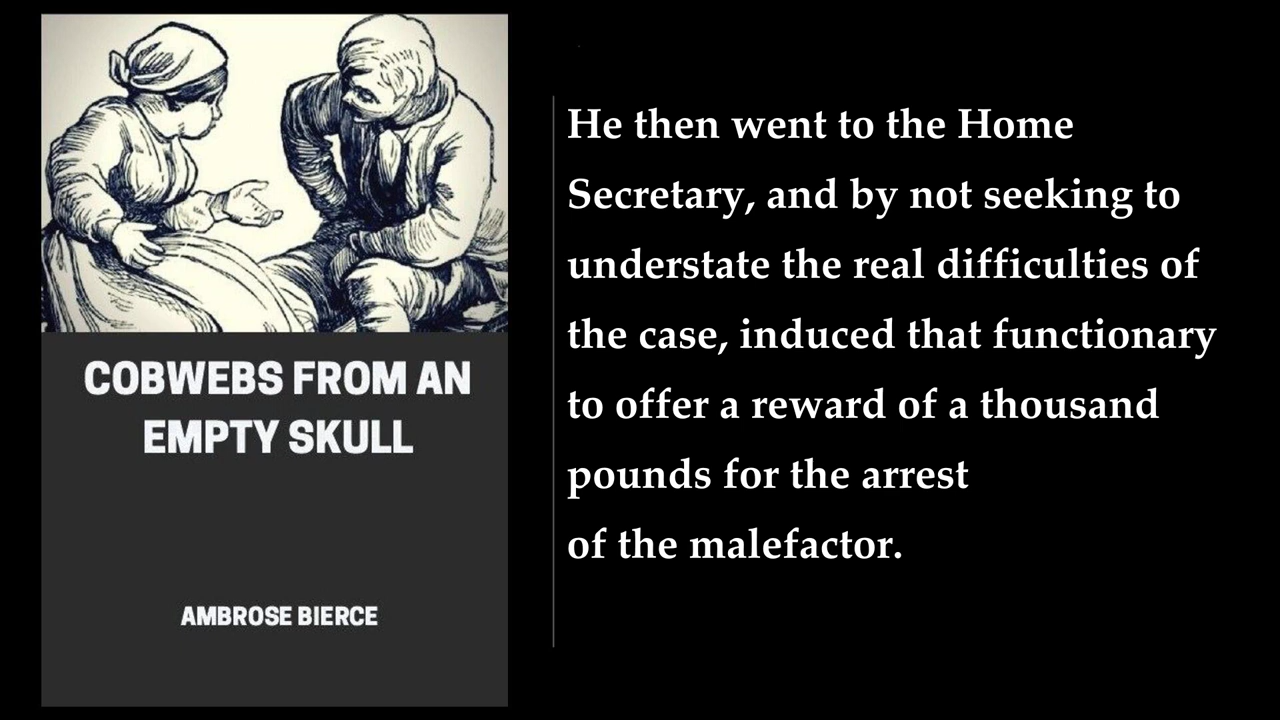 COBWEBS FROM AN
EMPTY SKULL
AMBROSE BIERCE
He then went to the Home
Secretary, and by not seeking to
understate the real difficulties of
the case, induced that functionary
to offer a reward of a thousand
pounds for the arrest
of the malefactor.